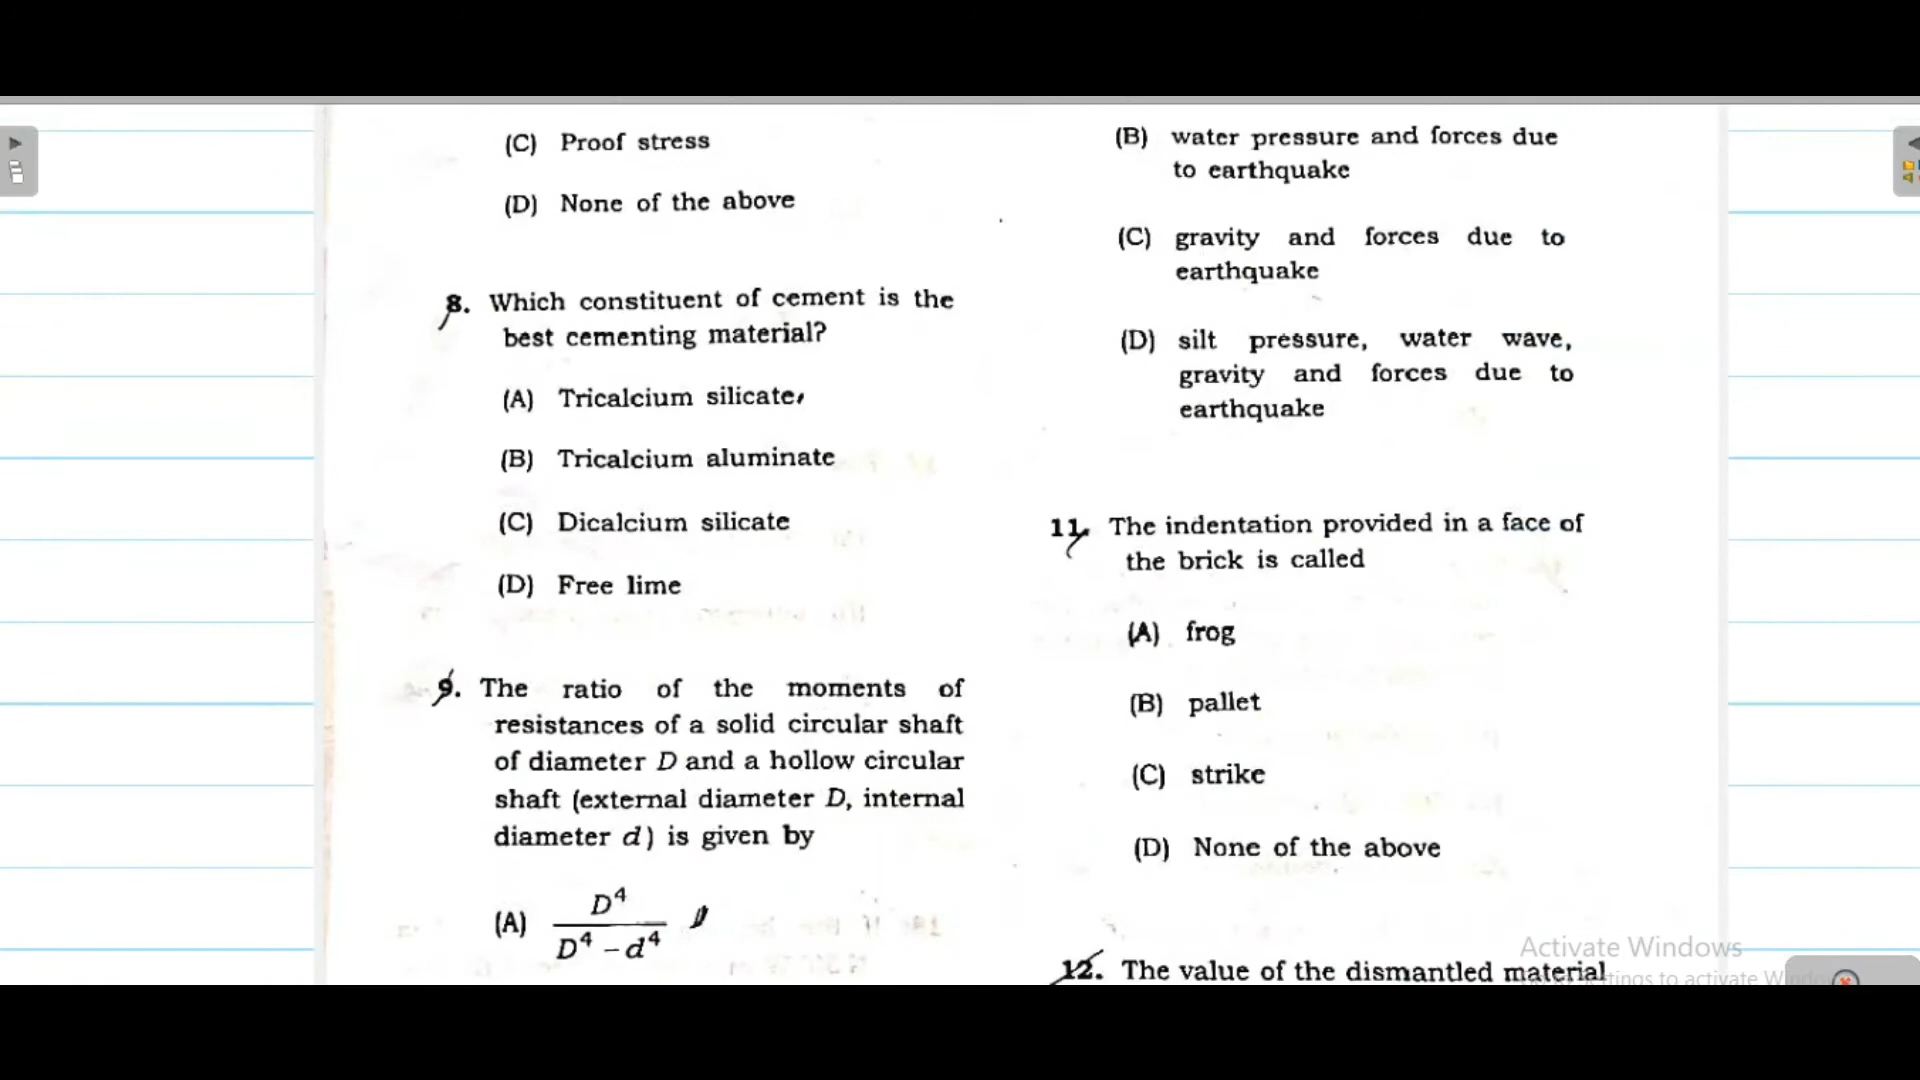 (C) Proof stress
(D) None of the above
8. Which constituent of cement is the
best cementing material?
(A) Tricalcium silicate
(B) Tricalcium aluminate
(C) Dicalcium silicate
(D) Free lime
9. The ratio of the moments of
resistances of a solid circular shaft
of diameter D and a hollow circular
shaft (external diameter D, internal
diameter d) is given by
(A) D⁴
D⁴ – d⁴
(B) water pressure and forces due
to earthquake
(C) gravity and forces due to
earthquake
(D) silt pressure, water wave,
gravity and forces due to
earthquake
11. The indentation provided in a face of
the brick is called
(A) frog
(B) pallet
(C) strike
(D) None of the above
12. The value of the dismantled material
Activate Windows